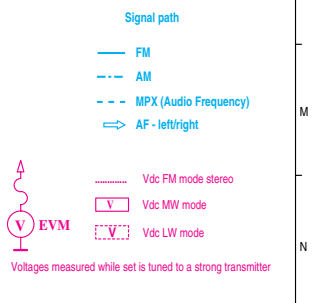 Signal path
FM
AM
MPX (Audio Frequency)
AF - left/right
M
Vdc FM mode stereo
V Vdc MW mode
V EVM
V Vdc LW mode
N
Voltages measured while set is tuned to a strong transmitter